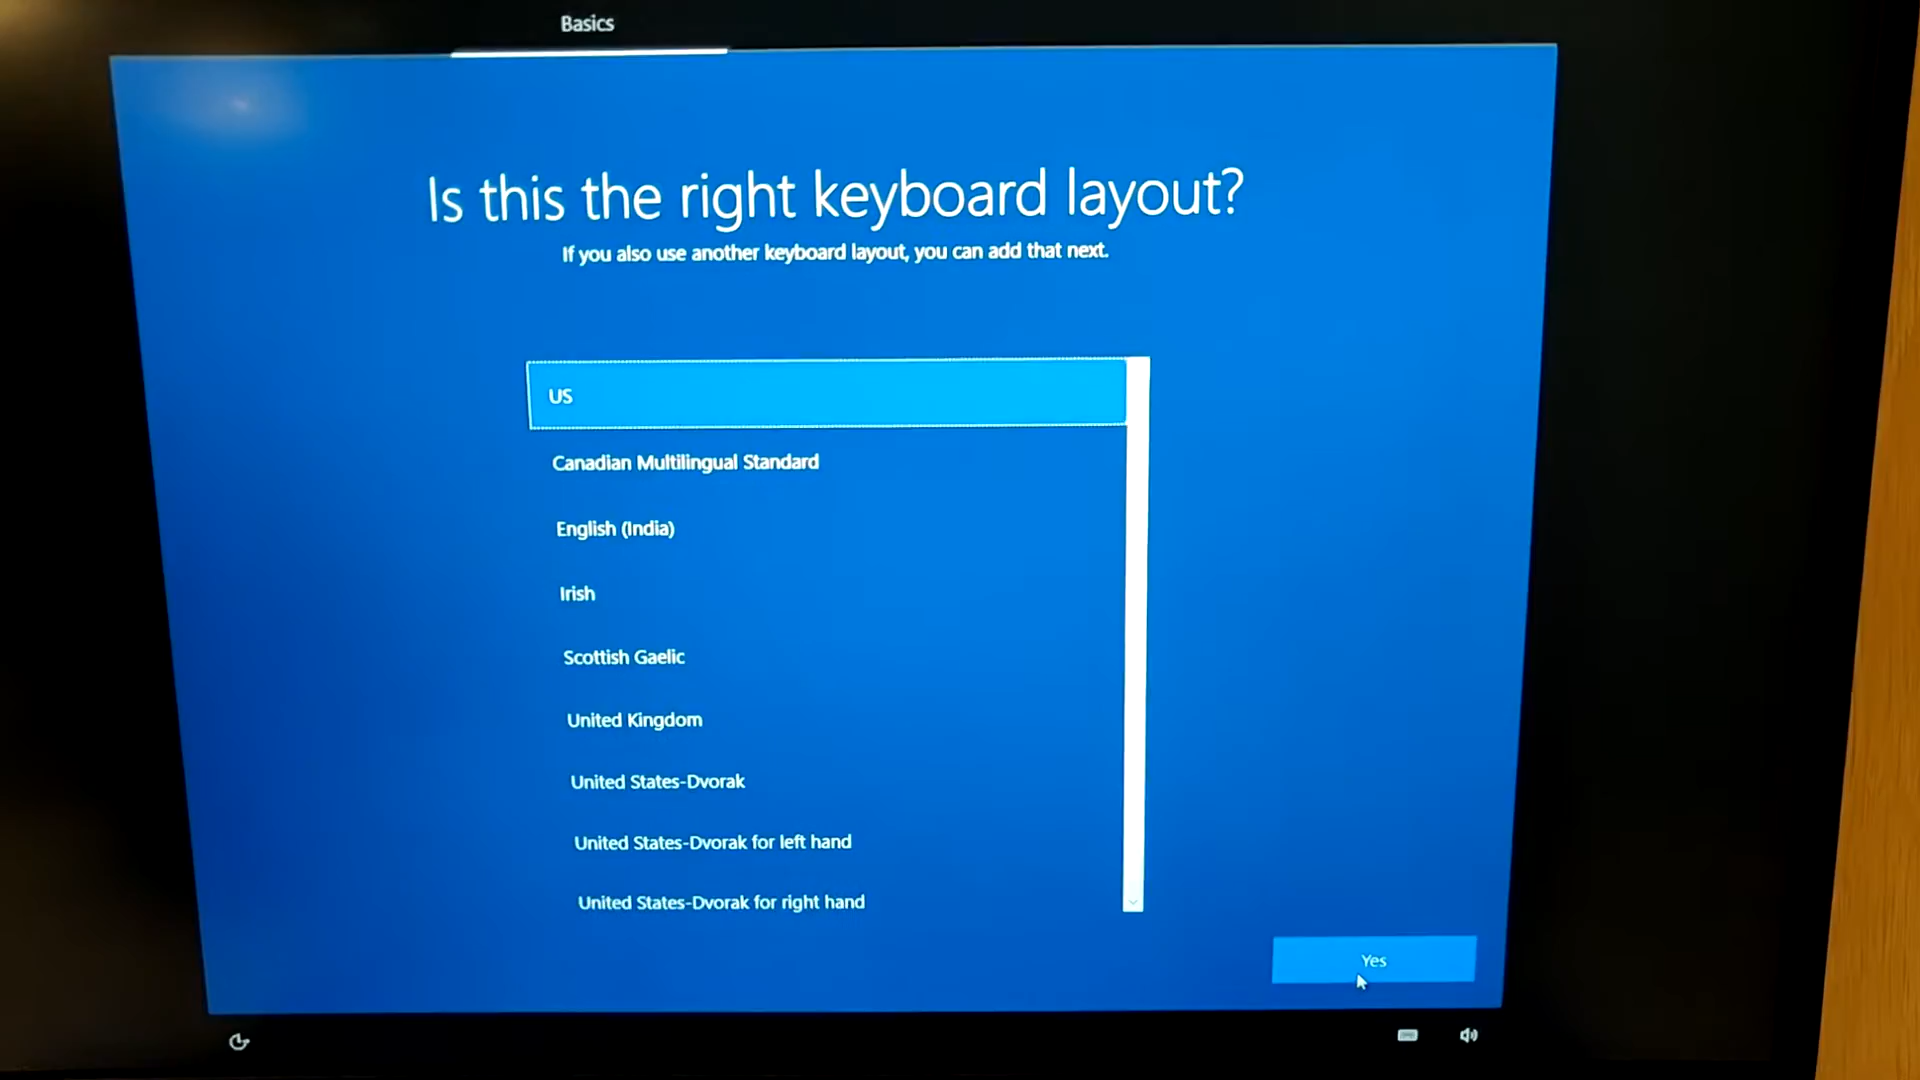 Basics
Is this the right keyboard layout?
If you also use another keyboard layout, you can add that next.
US
Canadian Multilingual Standard
English (India)
Irish
Scottish Gaelic
United Kingdom
United States-Dvorak
United States-Dvorak for left hand
United States-Dvorak for right hand
Yes